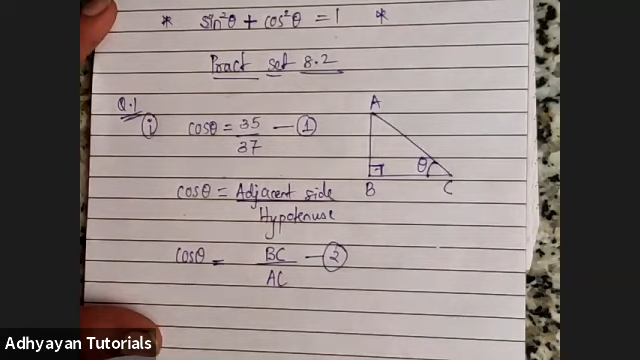 * sin²θ + cos²θ = 1 *
Pract set 8.2
Q.1
(i) cosθ = 35/37 — ①
A
θ
B C
cosθ = Adjacent side
Hypotenuse
cosθ = BC/AC — ②
Adhyayan Tutorials